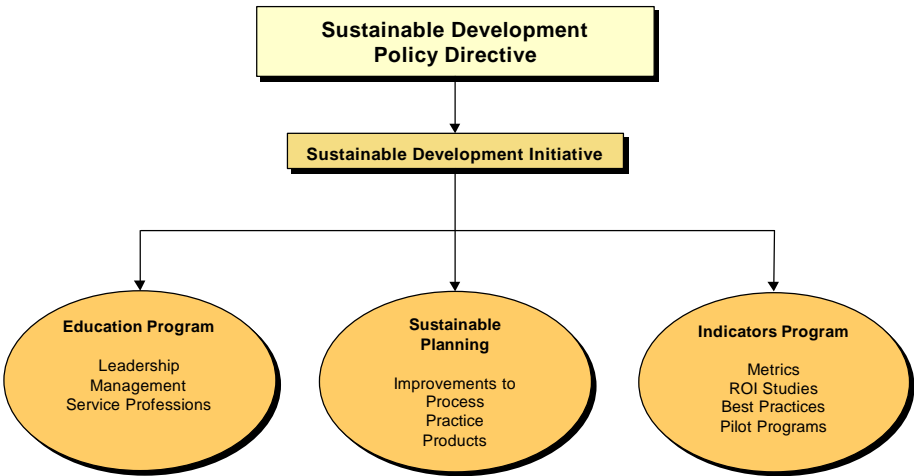 Sustainable Development
Policy Directive
Sustainable Development Initiative
Education Program
Leadership
Management
Service Professions
Sustainable
Planning
Improvements to
Process
Practice
Products
Indicators Program
Metrics
ROI Studies
Best Practices
Pilot Programs